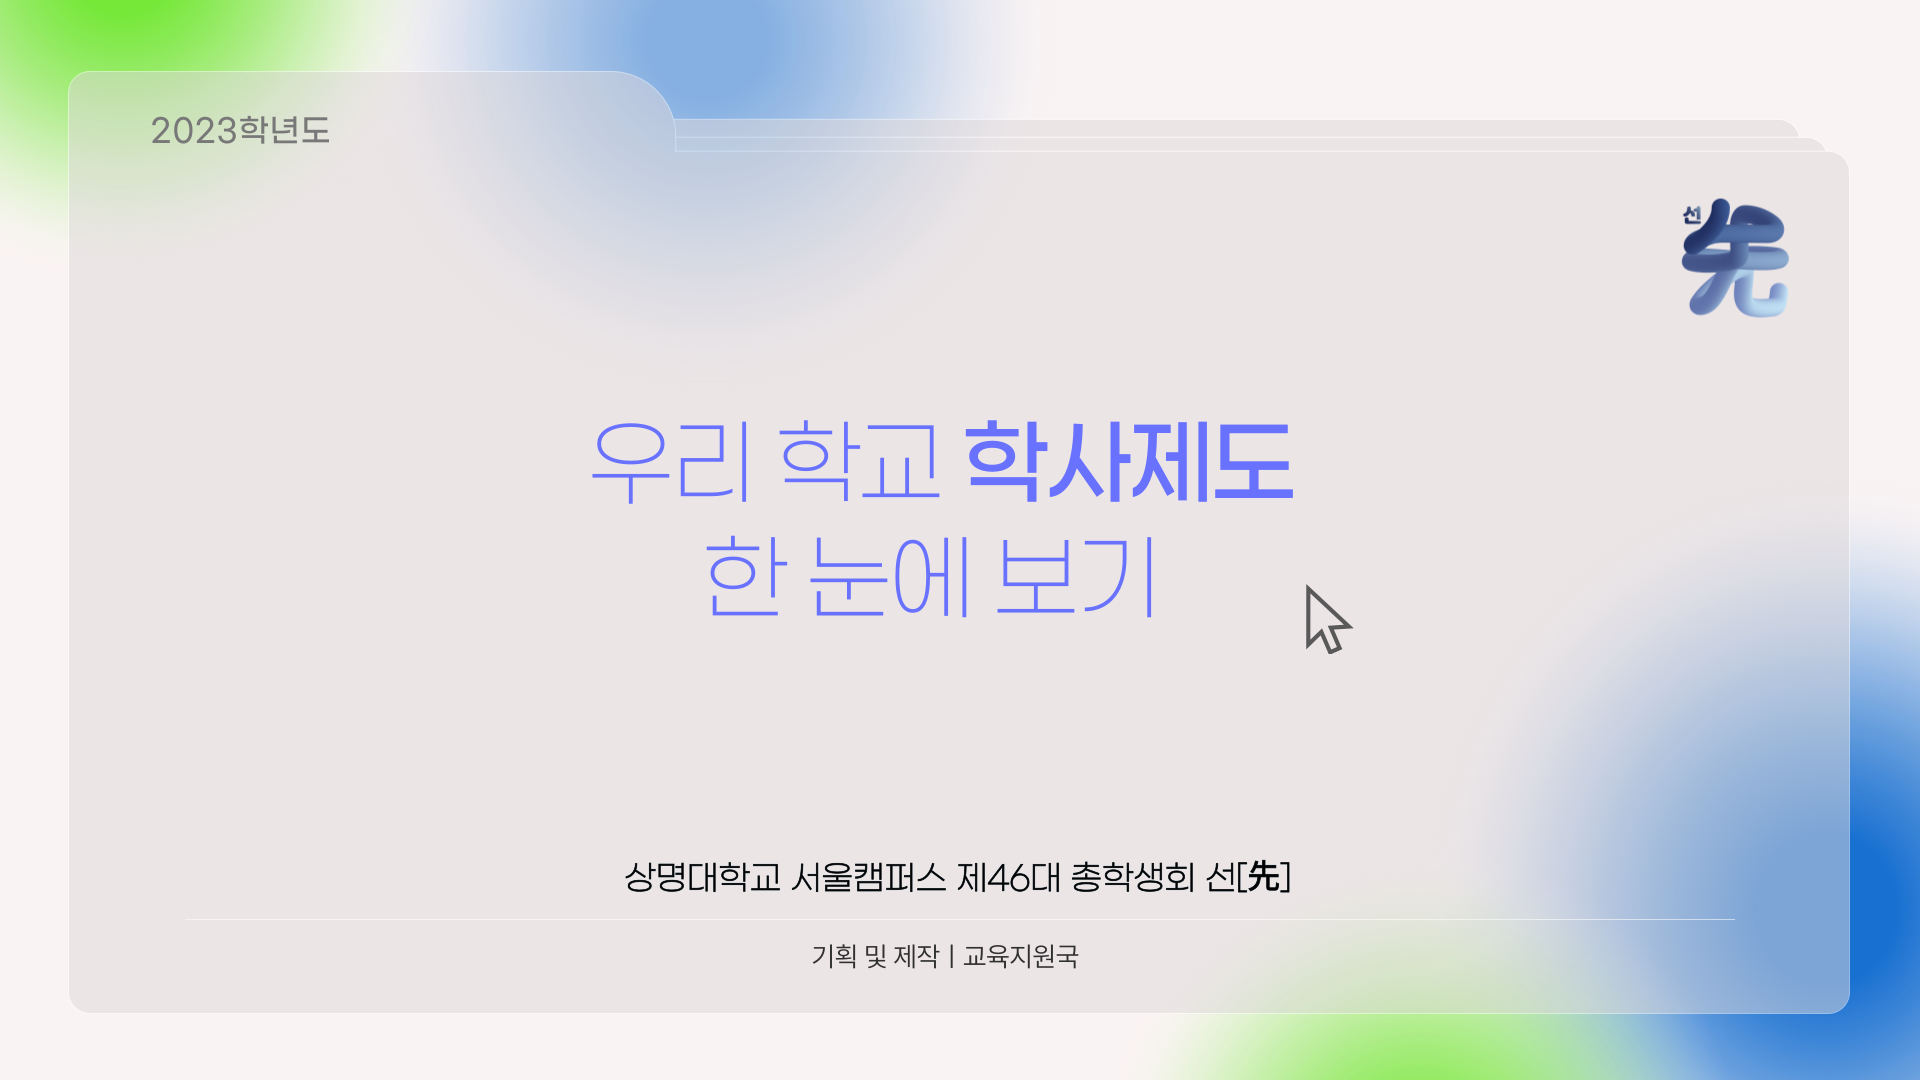 2023학년도
선
先
우리 학교 학사제도
한 눈에 보기
상명대학교 서울캠퍼스 제46대 총학생회 선[先]
기획 및 제작 | 교육지원국